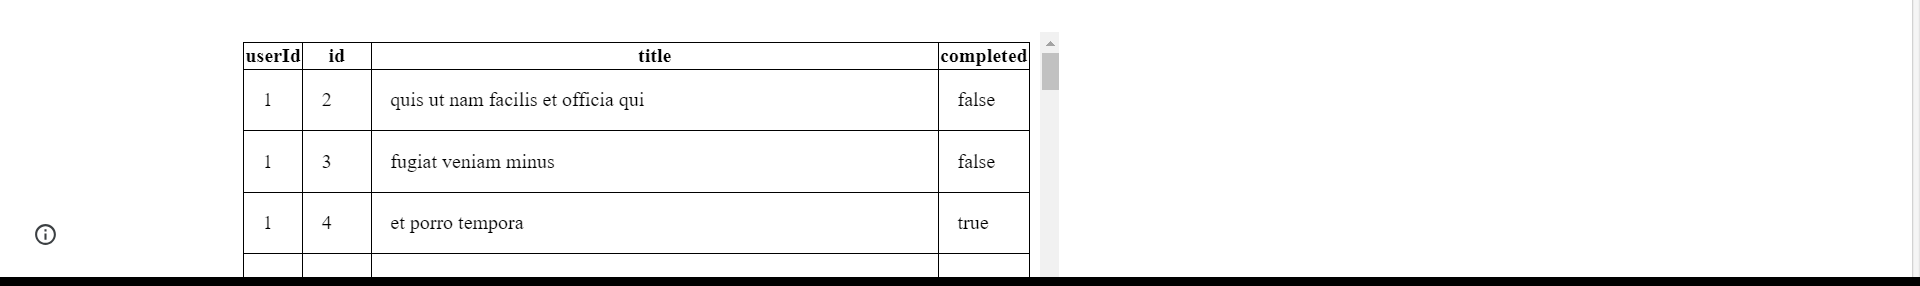 userId id title completed
1 2 quis ut nam facilis et officia qui false
1 3 fugiat veniam minus false
1 4 et porro tempora true